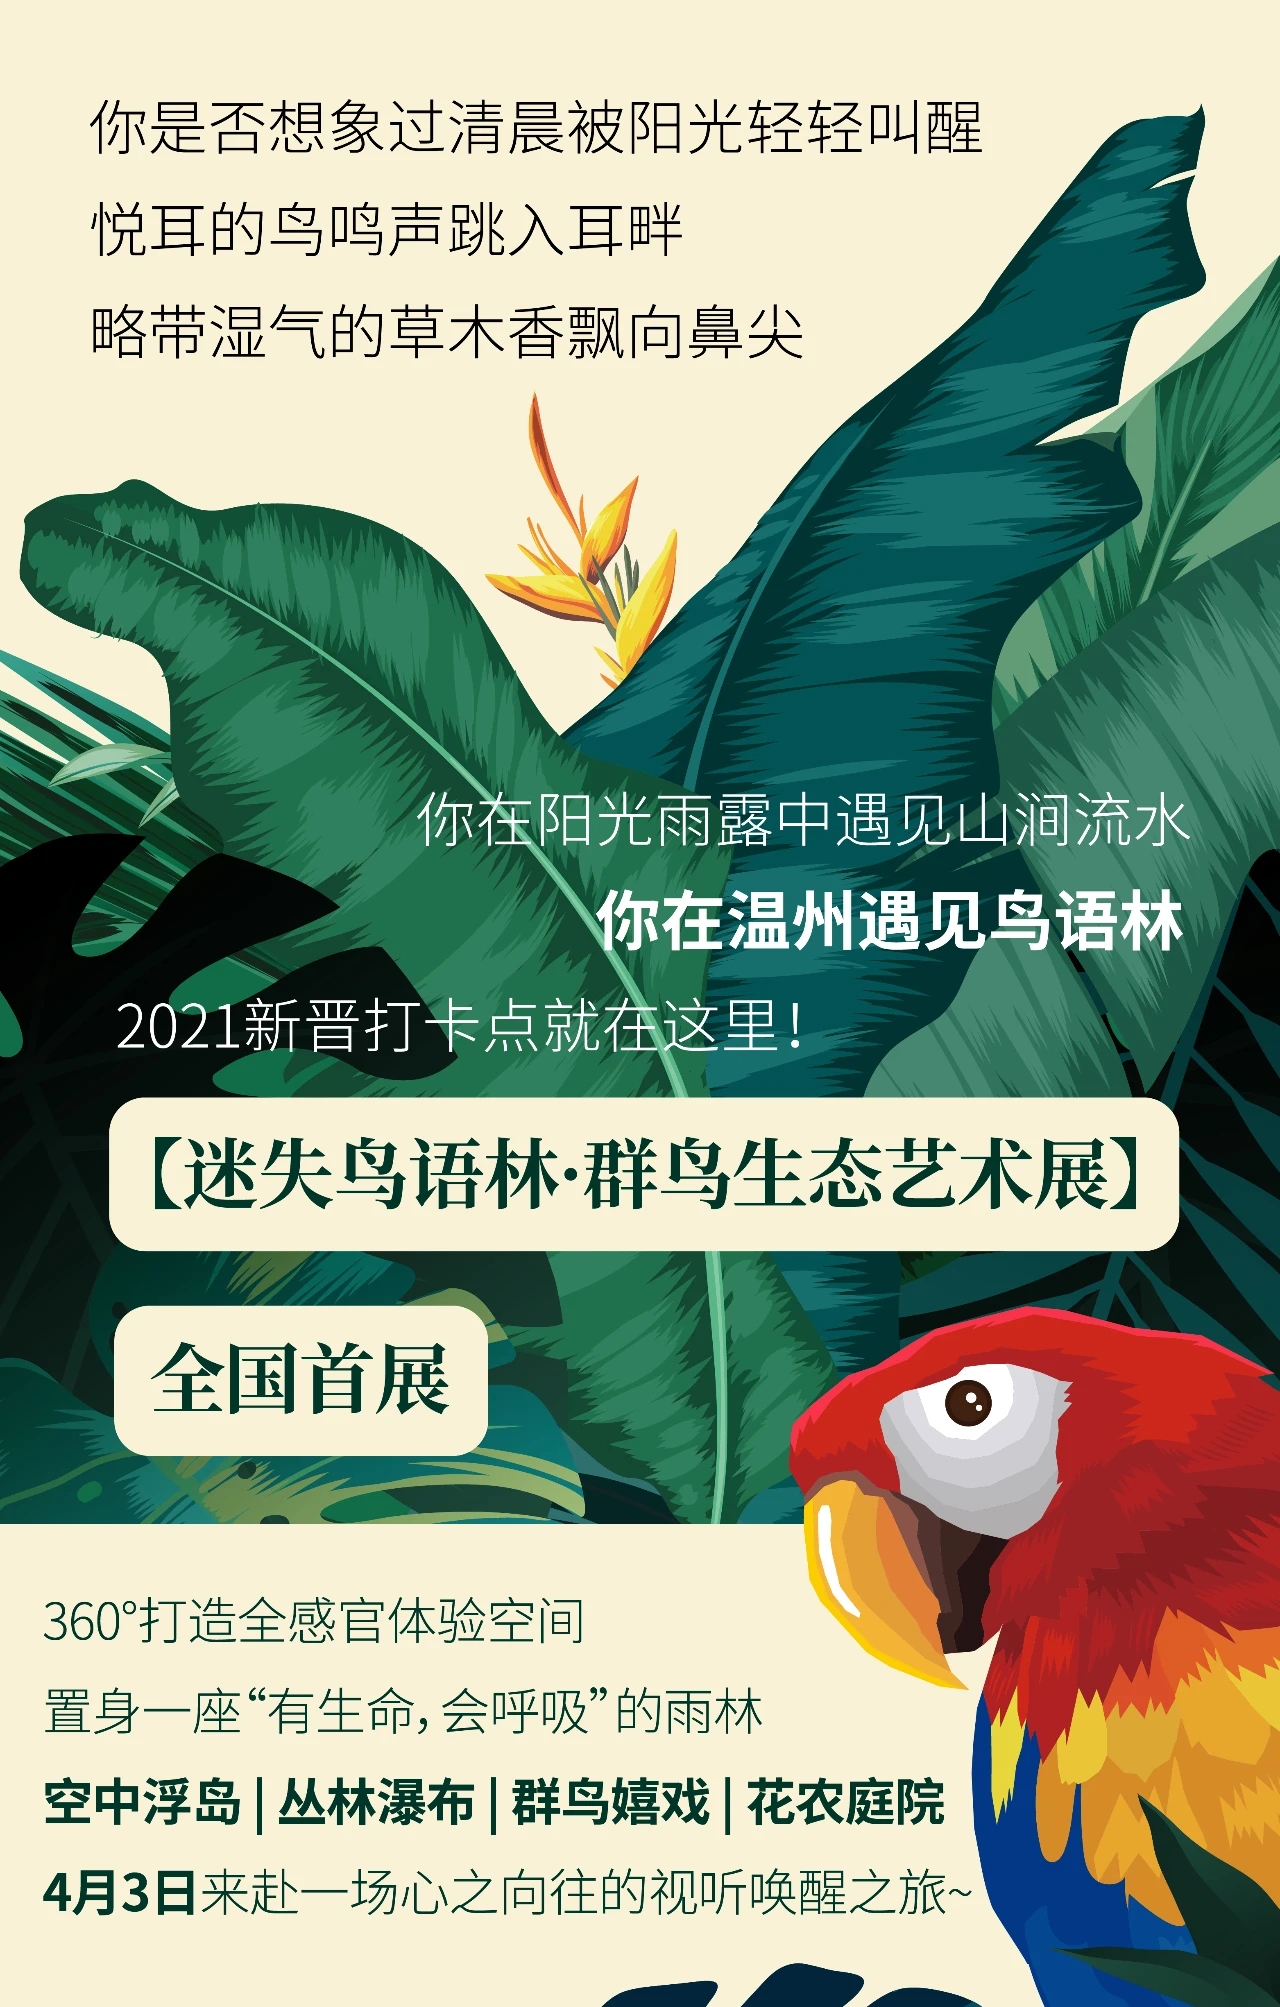 你是否想象过清晨被阳光轻轻叫醒
悦耳的鸟鸣声跳入耳畔
略带湿气的草木香飘向鼻尖
你在阳光雨露中遇见山涧流水
你在温州遇见鸟语林
2021新晋打卡点就在这里!
【迷失鸟语林·群鸟生态艺术展】
全国首展
360°打造全感官体验空间
置身一座“有生命，会呼吸”的雨林
空中浮岛|丛林瀑布|群鸟嬉戏|花农庭院
4月3日来赴一场心之向往的视听唤醒之旅~